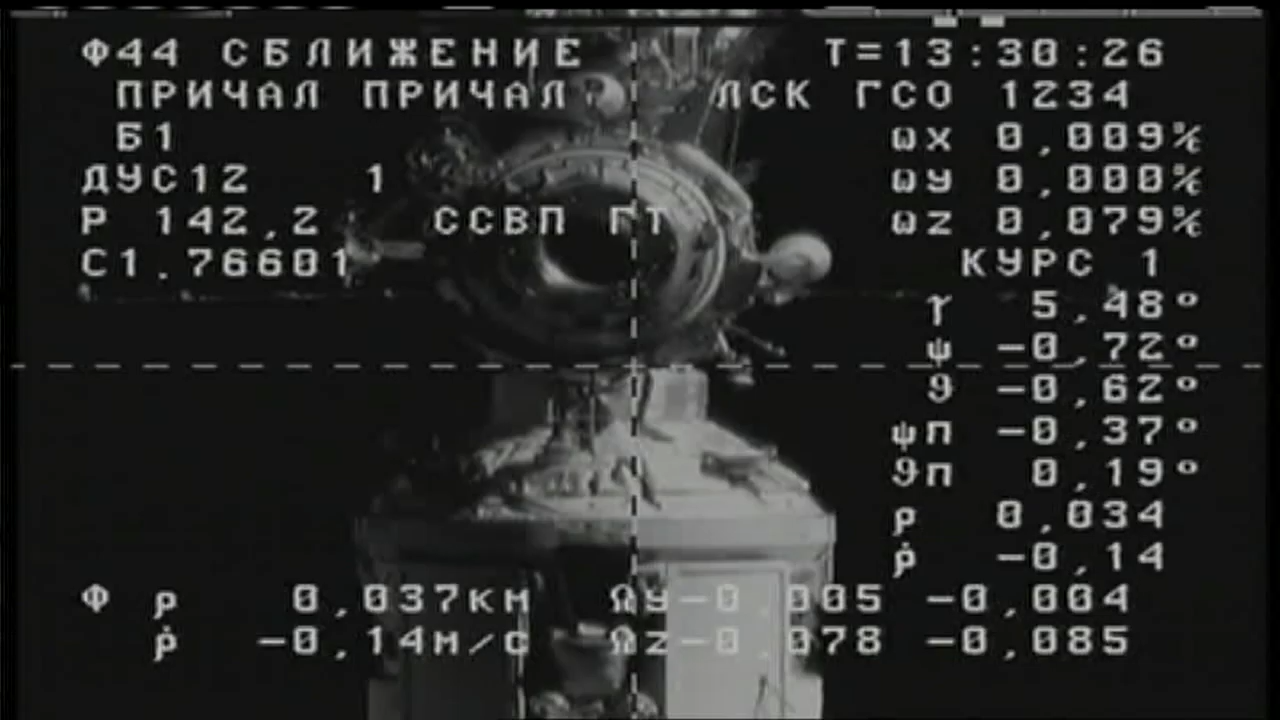 Ф44 СБЛИЖЕНИЕ Т=13:30:26
ПРИЧАЛ ПРИЧАЛ ЛСК ГСО 1234
Б1 ωx 0,009°/с
ДУС12 1 ωy 0,000°/с
Р 142,2 ССВП ГТ ωz 0,079°/с
С1.76601
КУРС 1
γ 5,48°
ψ -0,72°
ϑ -0,62°
ψп -0,37°
ϑп 0,19°
ρ 0,034
ρ̇ -0,14
Ф ρ 0,037км Ωy-0,005 -0,004
ρ̇ -0,14м/с Ωz-0,078 -0,085